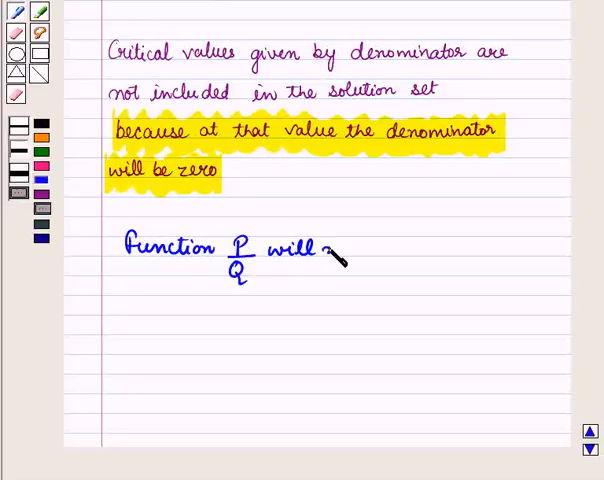 Critical values given by denominator are
not included in the solution set
because at that value the denominator
will be zero
Function P/Q will